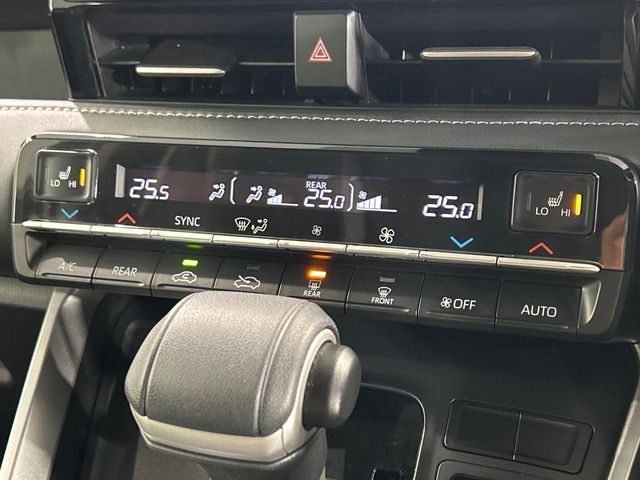 LO HI
25.5
REAR
25.0
25.0
LO HI
SYNC
A/C
REAR
REAR
FRONT
OFF
AUTO